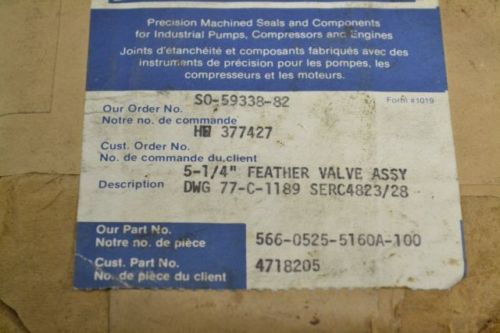 Precision Machined Seals and Components
for Industrial Pumps, Compressors and Engines
Joints d'étanchéité et composants fabriqués avec des
instruments de précision pour les pompes, les
compresseurs et les moteurs.
SO-59338-82
Form #1019
Our Order No.
Notre no. de commande
377427
Cust. Order No.
No. de commande du client
5-1/4" FEATHER VALVE ASSY
Description DWG 77-C-1189 SERC4823/28
Our Part No.
Notre no. de pièce 566-0525-5160A-100
Cust. Part No.
No. de pièce du client 4718205